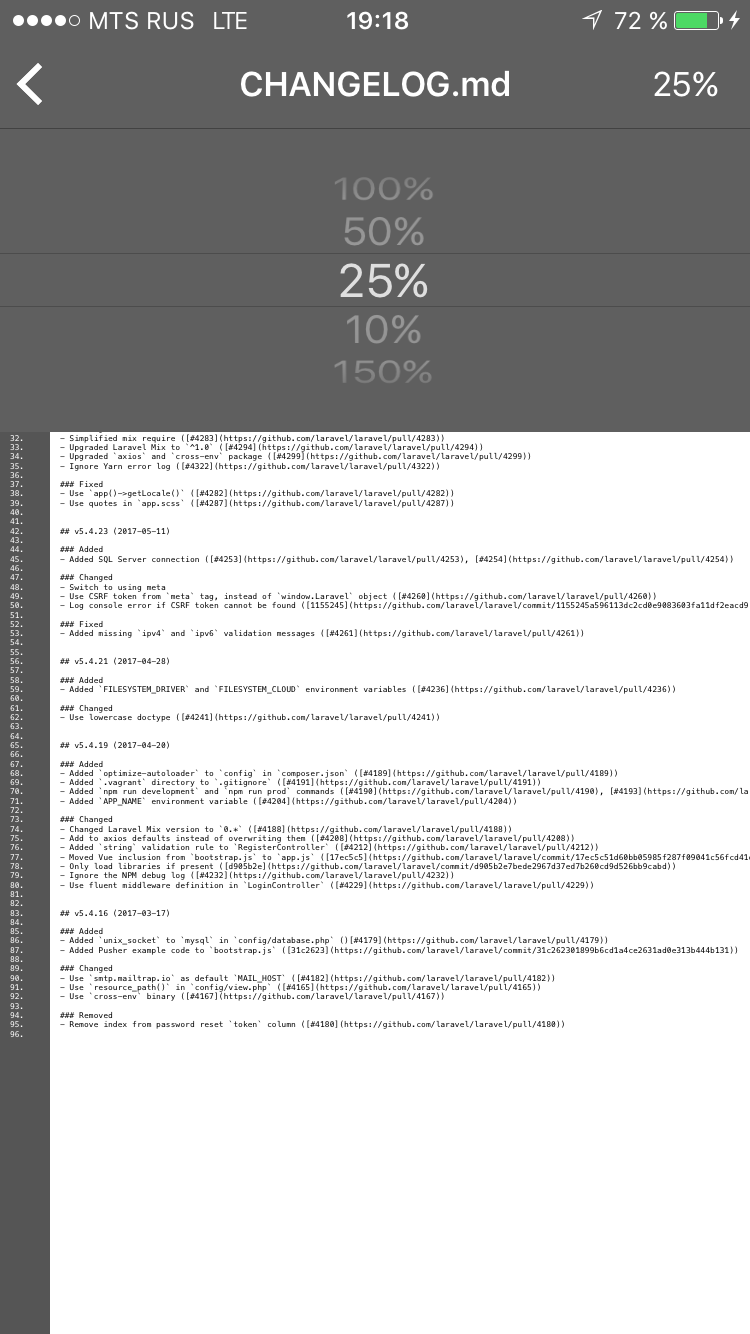 MTS RUS LTE 19:18 72 %
CHANGELOG.md 25%
100%
50%
25%
10%
150%
32. - Simplified mix require ([#4283](https://github.com/laravel/laravel/pull/4283))
33. - Upgraded Laravel Mix to `^1.0` ([#4294](https://github.com/laravel/laravel/pull/4294))
34. - Upgraded `axios` and `cross-env` package ([#4299](https://github.com/laravel/laravel/pull/4299))
35. - Ignore Yarn error log ([#4322](https://github.com/laravel/laravel/pull/4322))
36.
37. ### Fixed
38. - Use `app()->getLocale()` ([#4282](https://github.com/laravel/laravel/pull/4282))
39. - Use quotes in `app.scss` ([#4287](https://github.com/laravel/laravel/pull/4287))
40.
41.
42. ## v5.4.23 (2017-05-11)
43.
44. ### Added
45. - Added SQL Server connection ([#4253](https://github.com/laravel/laravel/pull/4253), [#4254](https://github.com/laravel/laravel/pull/4254))
46.
47. ### Changed
48. - Switch to using meta
49. - Use CSRF token from `meta` tag, instead of `window.Laravel` object ([#4260](https://github.com/laravel/laravel/pull/4260))
50. - Log console error if CSRF token cannot be found ([1155245](https://github.com/laravel/laravel/commit/1155245a596113dc2cd0e9083603fa11df2eacd9
51.
52. ### Fixed
53. - Added missing `ipv4` and `ipv6` validation messages ([#4261](https://github.com/laravel/laravel/pull/4261))
54.
55.
56. ## v5.4.21 (2017-04-28)
57.
58. ### Added
59. - Added `FILESYSTEM_DRIVER` and `FILESYSTEM_CLOUD` environment variables ([#4236](https://github.com/laravel/laravel/pull/4236))
60.
61. ### Changed
62. - Use lowercase doctype ([#4241](https://github.com/laravel/laravel/pull/4241))
63.
64.
65. ## v5.4.19 (2017-04-20)
66.
67. ### Added
68. - Added `optimize-autoloader` to `config` in `composer.json` ([#4189](https://github.com/laravel/laravel/pull/4189))
69. - Added `.vagrant` directory to `.gitignore` ([#4191](https://github.com/laravel/laravel/pull/4191))
70. - Added `npm run development` and `npm run prod` commands ([#4190](https://github.com/laravel/laravel/pull/4190), [#4193](https://github.com/la
71. - Added `APP_NAME` environment variable ([#4204](https://github.com/laravel/laravel/pull/4204))
72.
73. ### Changed
74. - Changed Laravel Mix version to `0.*` ([#4188](https://github.com/laravel/laravel/pull/4188))
75. - Add to axios defaults instead of overwriting them ([#4208](https://github.com/laravel/laravel/pull/4208))
76. - Added `string` validation rule to `RegisterController` ([#4212](https://github.com/laravel/laravel/pull/4212))
77. - Moved Vue inclusion from `bootstrap.js` to `app.js` ([17ec5c5](https://github.com/laravel/laravel/commit/17ec5c51d60bb05985f287f09041c56fcd41
78. - Only load libraries if present ([d905b2e](https://github.com/laravel/laravel/commit/d905b2e7bede2967d37ed7b260cd9d526bb9cabd))
79. - Ignore the NPM debug log ([#4232](https://github.com/laravel/laravel/pull/4232))
80. - Use fluent middleware definition in `LoginController` ([#4229](https://github.com/laravel/laravel/pull/4229))
81.
82.
83. ## v5.4.16 (2017-03-17)
84.
85. ### Added
86. - Added `unix_socket` to `mysql` in `config/database.php` ()[#4179](https://github.com/laravel/laravel/pull/4179))
87. - Added Pusher example code to `bootstrap.js` ([31c2623](https://github.com/laravel/laravel/commit/31c262301899b6cd1a4ce2631ad0e313b444b131))
88.
89. ### Changed
90. - Use `smtp.mailtrap.io` as default `MAIL_HOST` ([#4182](https://github.com/laravel/laravel/pull/4182))
91. - Use `resource_path()` in `config/view.php` ([#4165](https://github.com/laravel/laravel/pull/4165))
92. - Use `cross-env` binary ([#4167](https://github.com/laravel/laravel/pull/4167))
93.
94. ### Removed
95. - Remove index from password reset `token` column ([#4180](https://github.com/laravel/laravel/pull/4180))
96.